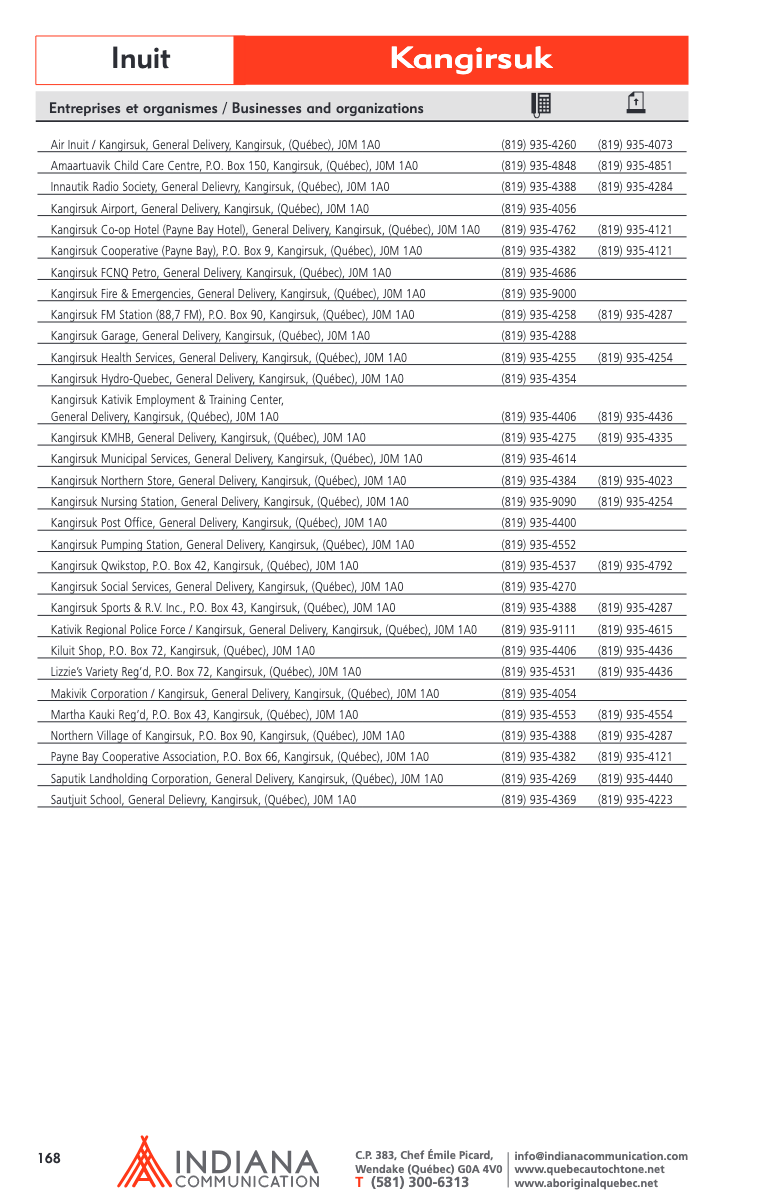 Inuit
Kangirsuk
Entreprises et organismes / Businesses and organizations
Air Inuit / Kangirsuk, General Delivery, Kangirsuk, (Québec), J0M 1A0 (819) 935-4260 (819) 935-4073
Amaartuavik Child Care Centre, P.O. Box 150, Kangirsuk, (Québec), J0M 1A0 (819) 935-4848 (819) 935-4851
Innautik Radio Society, General Delievry, Kangirsuk, (Québec), J0M 1A0 (819) 935-4388 (819) 935-4284
Kangirsuk Airport, General Delivery, Kangirsuk, (Québec), J0M 1A0 (819) 935-4056
Kangirsuk Co-op Hotel (Payne Bay Hotel), General Delivery, Kangirsuk, (Québec), J0M 1A0 (819) 935-4762 (819) 935-4121
Kangirsuk Cooperative (Payne Bay), P.O. Box 9, Kangirsuk, (Québec), J0M 1A0 (819) 935-4382 (819) 935-4121
Kangirsuk FCNQ Petro, General Delivery, Kangirsuk, (Québec), J0M 1A0 (819) 935-4686
Kangirsuk Fire & Emergencies, General Delivery, Kangirsuk, (Québec), J0M 1A0 (819) 935-9000
Kangirsuk FM Station (88,7 FM), P.O. Box 90, Kangirsuk, (Québec), J0M 1A0 (819) 935-4258 (819) 935-4287
Kangirsuk Garage, General Delivery, Kangirsuk, (Québec), J0M 1A0 (819) 935-4288
Kangirsuk Health Services, General Delivery, Kangirsuk, (Québec), J0M 1A0 (819) 935-4255 (819) 935-4254
Kangirsuk Hydro-Quebec, General Delivery, Kangirsuk, (Québec), J0M 1A0 (819) 935-4354
Kangirsuk Kativik Employment & Training Center,
General Delivery, Kangirsuk, (Québec), J0M 1A0 (819) 935-4406 (819) 935-4436
Kangirsuk KMHB, General Delivery, Kangirsuk, (Québec), J0M 1A0 (819) 935-4275 (819) 935-4335
Kangirsuk Municipal Services, General Delivery, Kangirsuk, (Québec), J0M 1A0 (819) 935-4614
Kangirsuk Northern Store, General Delivery, Kangirsuk, (Québec), J0M 1A0 (819) 935-4384 (819) 935-4023
Kangirsuk Nursing Station, General Delivery, Kangirsuk, (Québec), J0M 1A0 (819) 935-9090 (819) 935-4254
Kangirsuk Post Office, General Delivery, Kangirsuk, (Québec), J0M 1A0 (819) 935-4400
Kangirsuk Pumping Station, General Delivery, Kangirsuk, (Québec), J0M 1A0 (819) 935-4552
Kangirsuk Qwikstop, P.O. Box 42, Kangirsuk, (Québec), J0M 1A0 (819) 935-4537 (819) 935-4792
Kangirsuk Social Services, General Delivery, Kangirsuk, (Québec), J0M 1A0 (819) 935-4270
Kangirsuk Sports & R.V. Inc., P.O. Box 43, Kangirsuk, (Québec), J0M 1A0 (819) 935-4388 (819) 935-4287
Kativik Regional Police Force / Kangirsuk, General Delivery, Kangirsuk, (Québec), J0M 1A0 (819) 935-9111 (819) 935-4615
Kiluit Shop, P.O. Box 72, Kangirsuk, (Québec), J0M 1A0 (819) 935-4406 (819) 935-4436
Lizzie's Variety Reg'd, P.O. Box 72, Kangirsuk, (Québec), J0M 1A0 (819) 935-4531 (819) 935-4436
Makivik Corporation / Kangirsuk, General Delivery, Kangirsuk, (Québec), J0M 1A0 (819) 935-4054
Martha Kauki Reg'd, P.O. Box 43, Kangirsuk, (Québec), J0M 1A0 (819) 935-4553 (819) 935-4554
Northern Village of Kangirsuk, P.O. Box 90, Kangirsuk, (Québec), J0M 1A0 (819) 935-4388 (819) 935-4287
Payne Bay Cooperative Association, P.O. Box 66, Kangirsuk, (Québec), J0M 1A0 (819) 935-4382 (819) 935-4121
Saputik Landholding Corporation, General Delivery, Kangirsuk, (Québec), J0M 1A0 (819) 935-4269 (819) 935-4440
Sautjuit School, General Delievry, Kangirsuk, (Québec), J0M 1A0 (819) 935-4369 (819) 935-4223
168
INDIANA
COMMUNICATION
C.P. 383, Chef Émile Picard,
Wendake (Québec) G0A 4V0
T (581) 300-6313
info@indianacommunication.com
www.quebecautochtone.net
www.aboriginalquebec.net